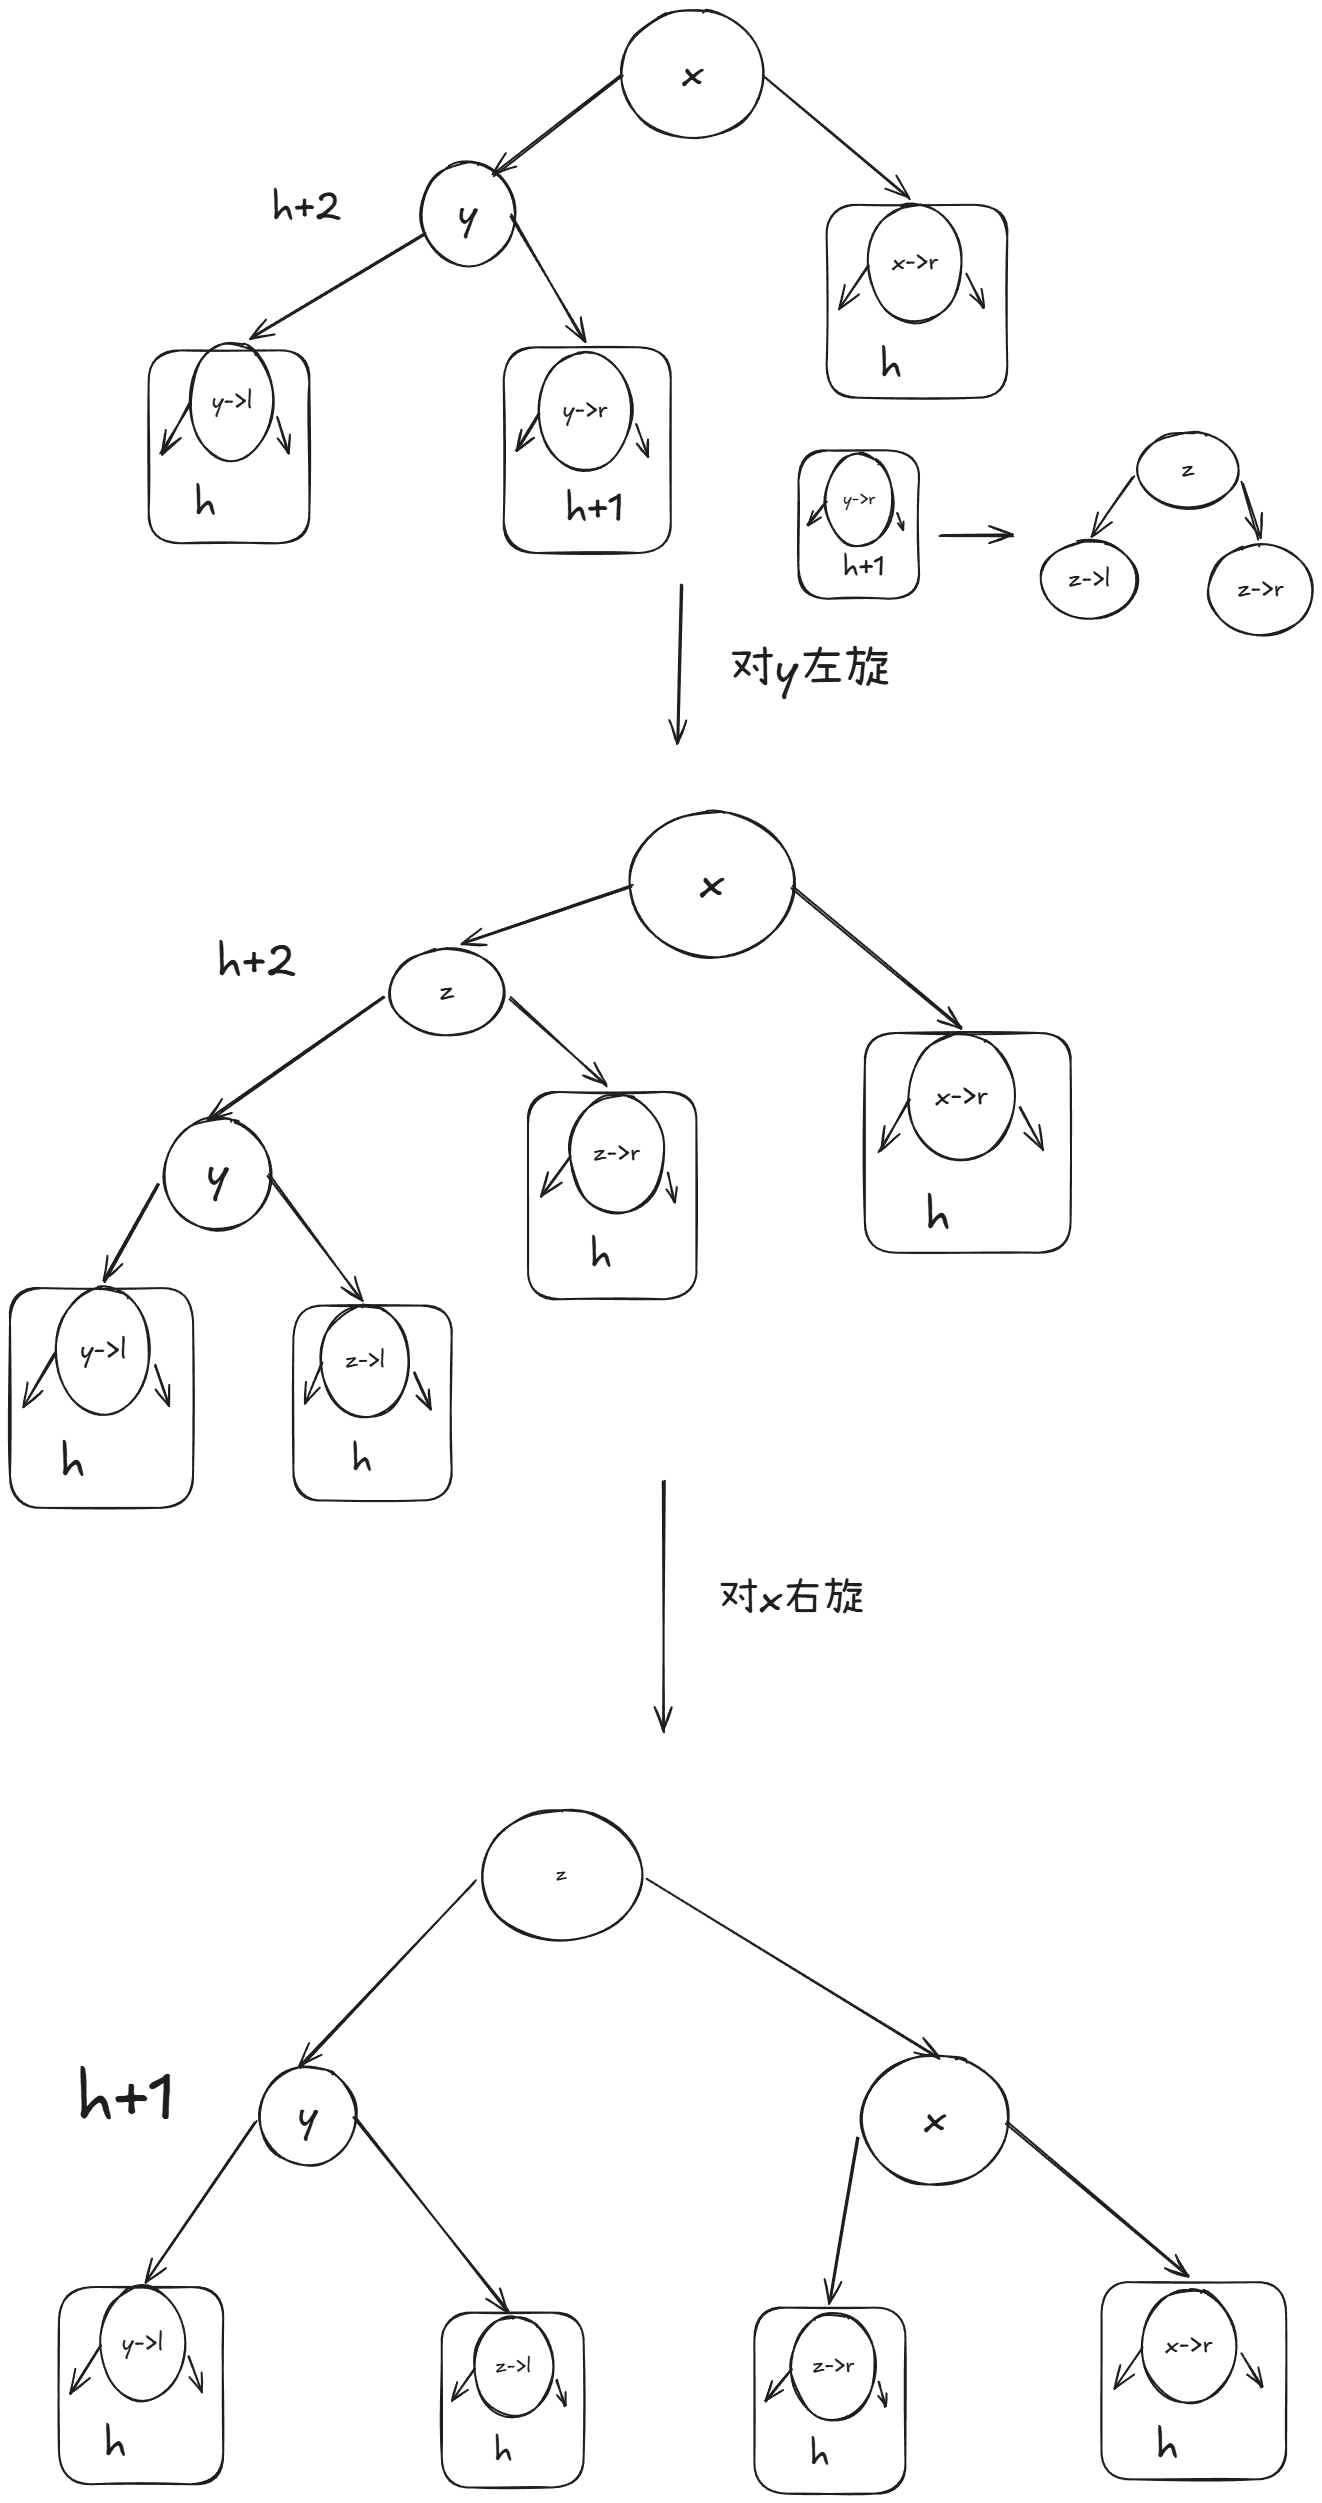 x
h+2
y
x->r
h
y->l
h
y->r
h+1
y->r
h+1
z
z->l
z->r
对y左旋
x
h+2
z
y
z->r
h
x->r
h
y->l
h
z->l
h
对x右旋
z
h+1
y
x
y->l
h
z->l
h
z->r
h
x->r
h